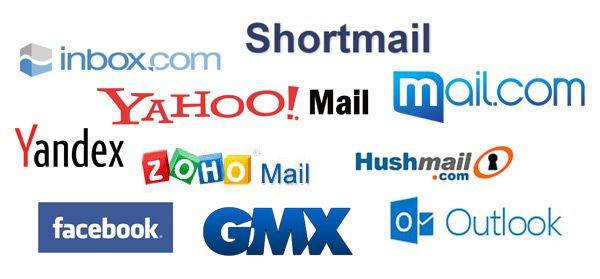 Shortmail
inbox.com
YAHOO! Mail
mail.com
Yandex
ZOHO® Mail
Hushmail
.com
facebook®
GMX
Outlook